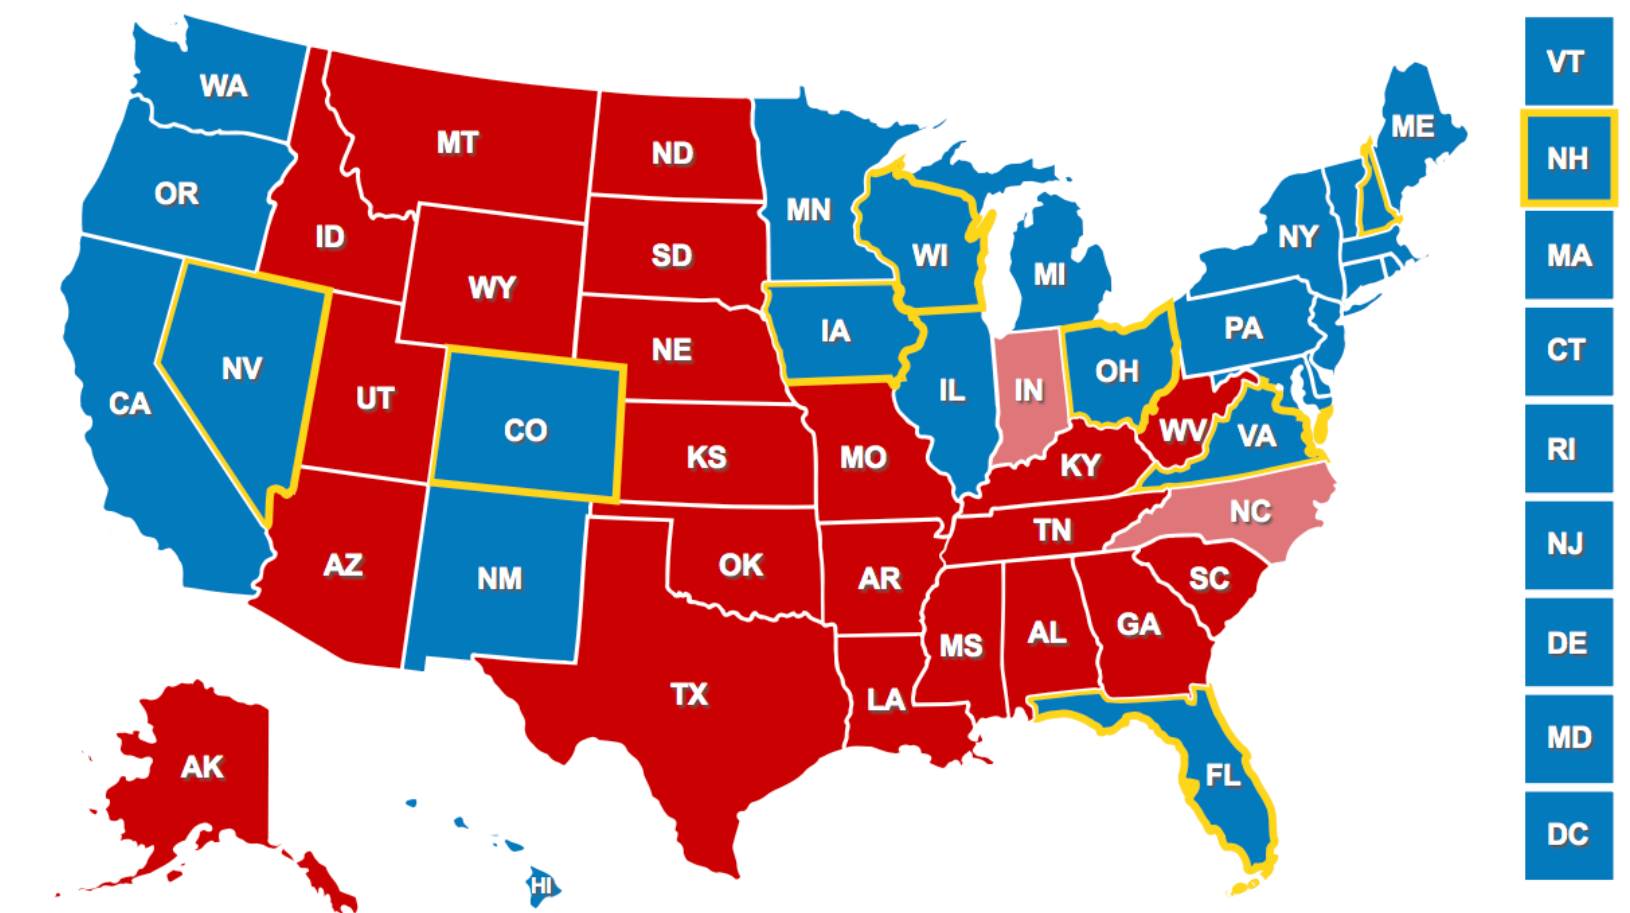 WA
MT
ND
OR
ID
SD
MN
WI
MI
NY
ME
WY
NE
IA
NV
UT
CO
CA
KS
MO
IL
IN
OH
PA
WV
VA
KY
NC
TN
AZ
NM
OK
AR
SC
MS
AL
GA
TX
LA
FL
AK
HI
VT
NH
MA
CT
RI
NJ
DE
MD
DC